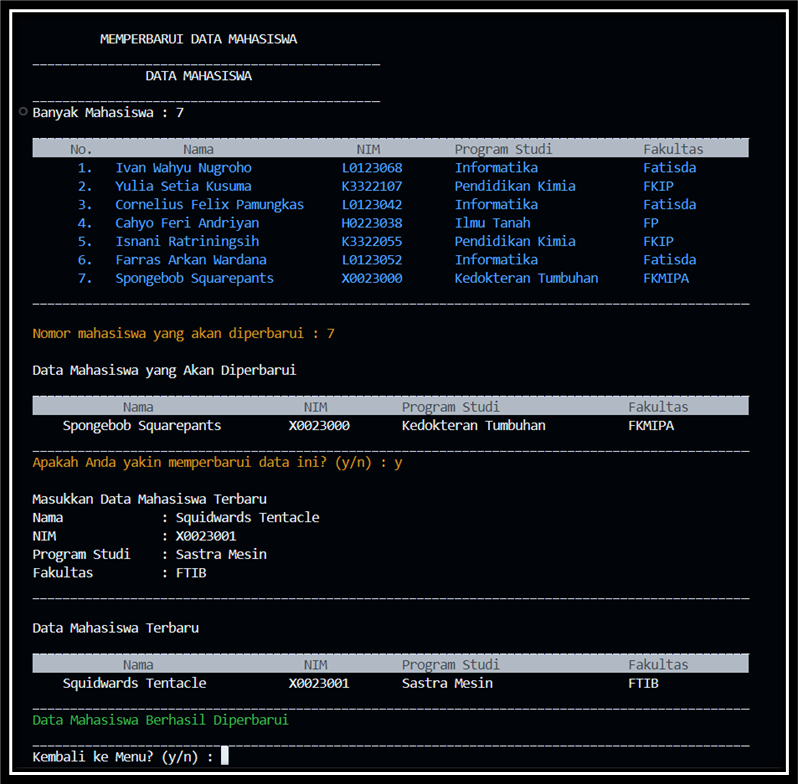 MEMPERBARUI DATA MAHASISWA
DATA MAHASISWA
Banyak Mahasiswa : 7
No. Nama NIM Program Studi Fakultas
1. Ivan Wahyu Nugroho L0123068 Informatika Fatisda
2. Yulia Setia Kusuma K3322107 Pendidikan Kimia FKIP
3. Cornelius Felix Pamungkas L0123042 Informatika Fatisda
4. Cahyo Feri Andriyan H0223038 Ilmu Tanah FP
5. Isnani Ratriningsih K3322055 Pendidikan Kimia FKIP
6. Farras Arkan Wardana L0123052 Informatika Fatisda
7. Spongebob Squarepants X0023000 Kedokteran Tumbuhan FKMIPA
Nomor mahasiswa yang akan diperbarui : 7
Data Mahasiswa yang Akan Diperbarui
Nama NIM Program Studi Fakultas
Spongebob Squarepants X0023000 Kedokteran Tumbuhan FKMIPA
Apakah Anda yakin memperbarui data ini? (y/n) : y
Masukkan Data Mahasiswa Terbaru
Nama : Squidwards Tentacle
NIM : X0023001
Program Studi : Sastra Mesin
Fakultas : FTIB
Data Mahasiswa Terbaru
Nama NIM Program Studi Fakultas
Squidwards Tentacle X0023001 Sastra Mesin FTIB
Data Mahasiswa Berhasil Diperbarui
Kembali ke Menu? (y/n) :